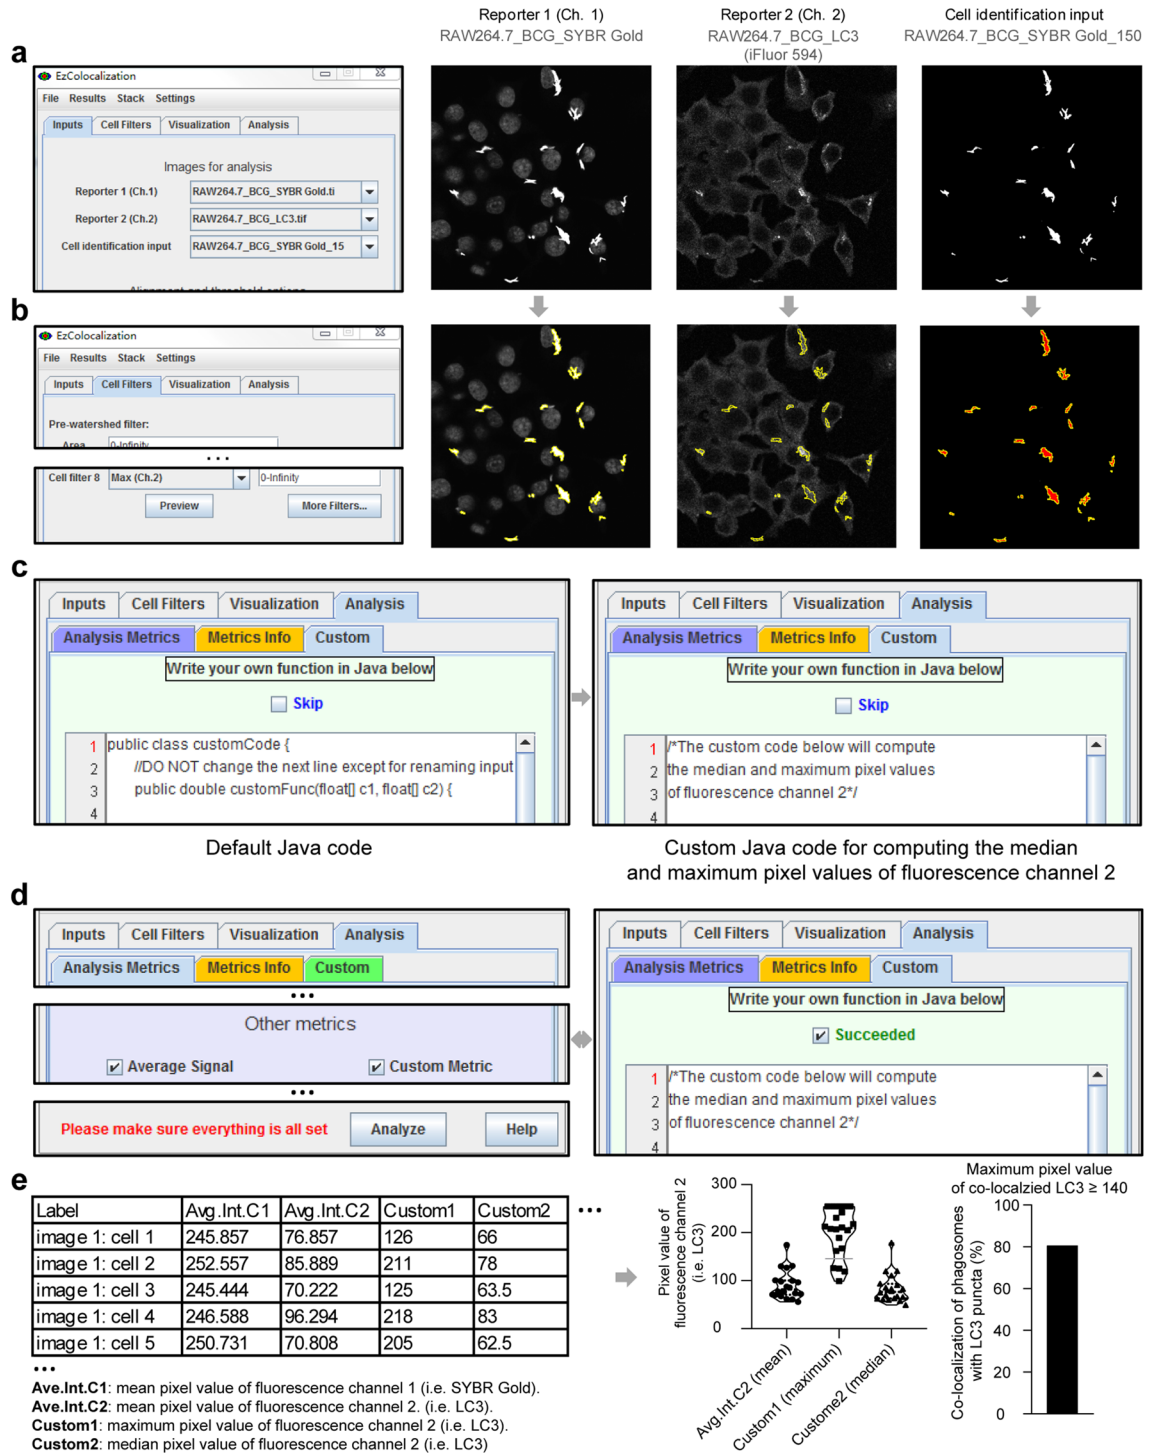 Reporter 1 (Ch. 1)
RAW264.7_BCG_SYBR Gold
Reporter 2 (Ch. 2)
RAW264.7_BCG_LC3
(iFluor 594)
Cell identification input
RAW264.7_BCG_SYBR Gold_150
a
EzColocalization
File Results Stack Settings
Inputs Cell Filters Visualization Analysis
Images for analysis
Reporter 1 (Ch.1) RAW264.7_BCG_SYBR Gold.ti
Reporter 2 (Ch.2) RAW264.7_BCG_LC3.tif
Cell identification input RAW264.7_BCG_SYBR Gold_15
Alignment and threshold options
b
EzColocalization
File Results Stack Settings
Inputs Cell Filters Visualization Analysis
Pre-watershed filter:
Area 0-Infinity
...
Cell filter 8 Max (Ch.2) 0-Infinity
Preview More Filters...
c
Inputs Cell Filters Visualization Analysis
Analysis Metrics Metrics Info Custom
Write your own function in Java below
Skip
1 public class customCode {
2 //DO NOT change the next line except for renaming input
3 public double customFunc(float[] c1, float[] c2) {
4
Default Java code
Inputs Cell Filters Visualization Analysis
Analysis Metrics Metrics Info Custom
Write your own function in Java below
Skip
1 /*The custom code below will compute
2 the median and maximum pixel values
3 of fluorescence channel 2*/
4
Custom Java code for computing the median
and maximum pixel values of fluorescence channel 2
d
Inputs Cell Filters Visualization Analysis
Analysis Metrics Metrics Info Custom
...
Other metrics
Average Signal Custom Metric
...
Please make sure everything is all set Analyze Help
Inputs Cell Filters Visualization Analysis
Analysis Metrics Metrics Info Custom
Write your own function in Java below
Succeeded
1 /*The custom code below will compute
2 the median and maximum pixel values
3 of fluorescence channel 2*/
4
e
Label Avg.Int.C1 Avg.Int.C2 Custom1 Custom2 ...
image 1: cell 1 245.857 76.857 126 66
image 1: cell 2 252.557 85.889 211 78
image 1: cell 3 245.444 70.222 125 63.5
image 1: cell 4 246.588 96.294 218 83
image 1: cell 5 250.731 70.808 205 62.5
...
Ave.Int.C1: mean pixel value of fluorescence channel 1 (i.e. SYBR Gold).
Ave.Int.C2: mean pixel value of fluorescence channel 2. (i.e. LC3).
Custom1: maximum pixel value of fluorescence channel 2 (i.e. LC3).
Custom2: median pixel value of fluorescence channel 2 (i.e. LC3)
Pixel value of
fluorescence channel 2
(i.e. LC3)
300
200
100
0
Avg.Int.C2 (mean)
Custom1 (maximum)
Custome2 (median)
Maximum pixel value
of co-localzied LC3 ≥ 140
Co-localization of phagosomes
with LC3 puncta (%)
100
80
60
40
20
0